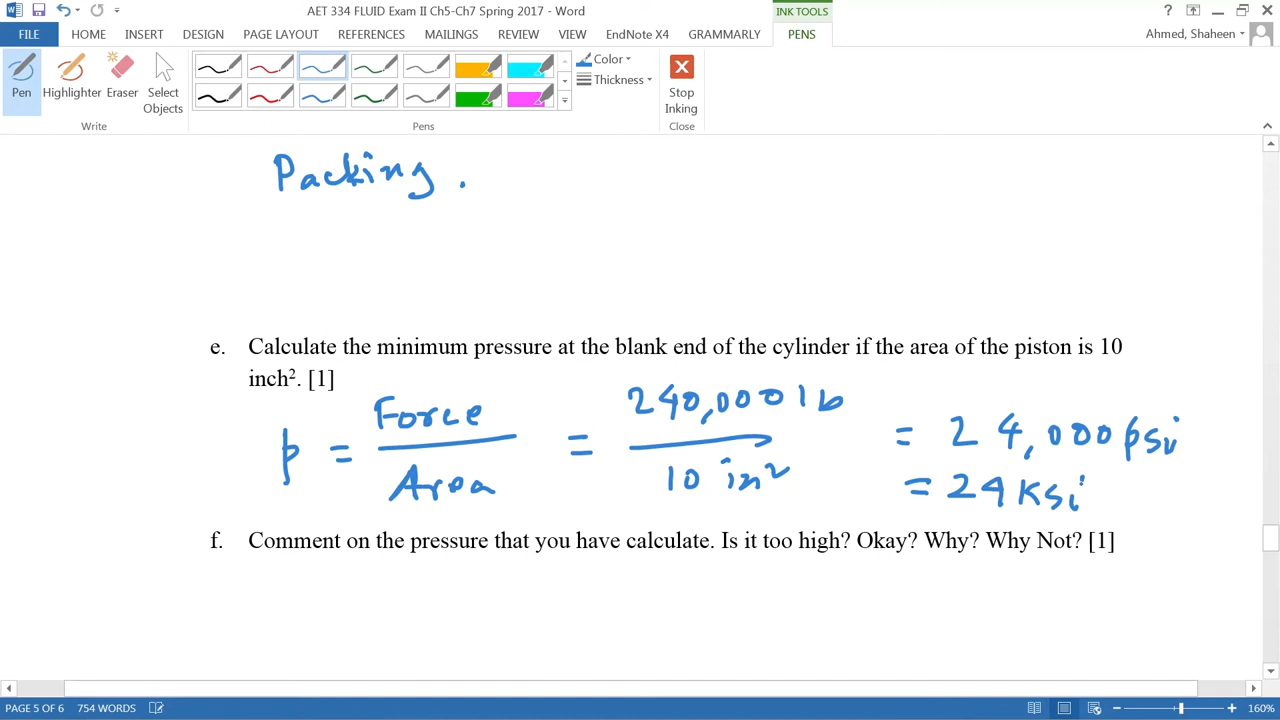 AET 334 FLUID Exam II Ch5-Ch7 Spring 2017 - Word
INK TOOLS
?
FILE HOME INSERT DESIGN PAGE LAYOUT REFERENCES MAILINGS REVIEW VIEW EndNote X4 GRAMMARLY PENS
Ahmed, Shaheen
Pen Highlighter Eraser Select Objects
Color
Thickness
Stop Inking
Write Pens Close
Packing.
e. Calculate the minimum pressure at the blank end of the cylinder if the area of the piston is 10
inch². [1]
p = Force / Area = 240,000 lb / 10 in² = 24,000 psi
= 24 ksi
f. Comment on the pressure that you have calculate. Is it too high? Okay? Why? Why Not? [1]
PAGE 5 OF 6 754 WORDS 160%